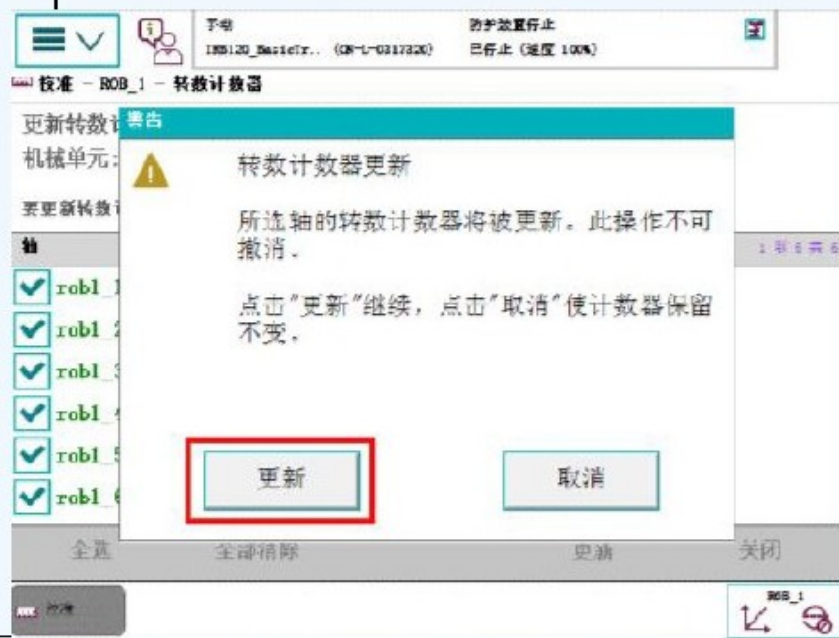 手动
防护装置停止
已停止 (速度 100%)
校准 - ROB_1 - 转数计数器
更新转数
机械单元:
警告
转数计数器更新
要更新转数
所选轴的转数计数器将被更新。此操作不可
撤消.
轴
点击"更新"继续, 点击"取消"使计数器保留
不变.
rob1_1
rob1_2
rob1_3
rob1_4
rob1_5
rob1_6
更新
取消
全选
全部清除
更新
关闭
校准
ROB_1